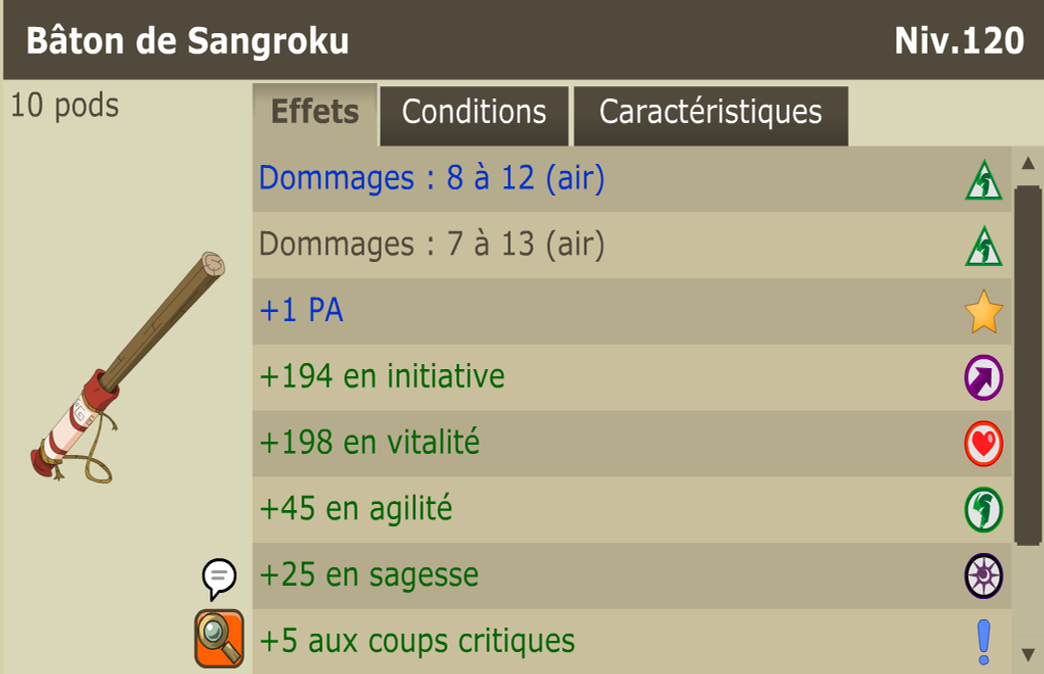 Bâton de Sangroku
Niv.120
10 pods
Effets
Conditions
Caractéristiques
Dommages : 8 à 12 (air)
Dommages : 7 à 13 (air)
+1 PA
+194 en initiative
+198 en vitalité
+45 en agilité
+25 en sagesse
+5 aux coups critiques